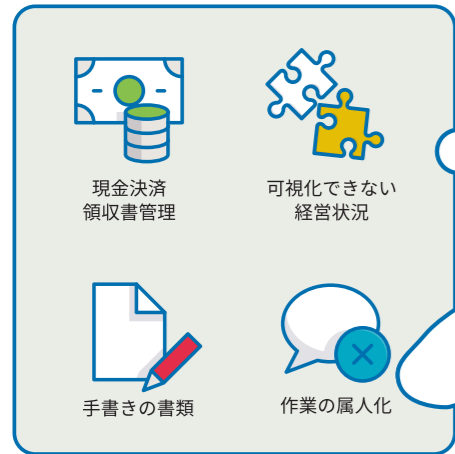 現金決済
領収書管理
可視化できない
経営状況
手書きの書類
作業の属人化